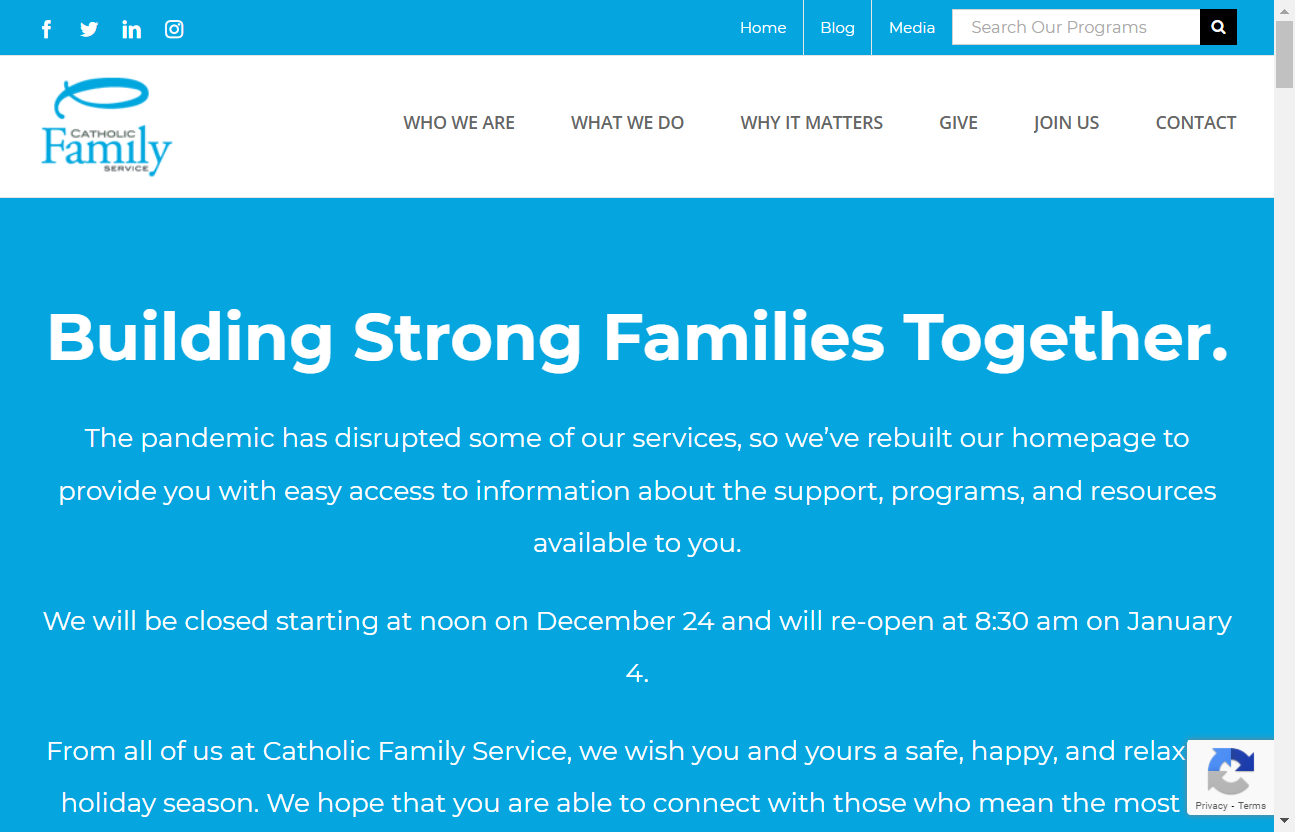 Home
Blog
Media
Search Our Programs
CATHOLIC
Family
SERVICE
WHO WE ARE
WHAT WE DO
WHY IT MATTERS
GIVE
JOIN US
CONTACT
Building Strong Families Together.
The pandemic has disrupted some of our services, so we’ve rebuilt our homepage to
provide you with easy access to information about the support, programs, and resources
available to you.
We will be closed starting at noon on December 24 and will re-open at 8:30 am on January
4.
From all of us at Catholic Family Service, we wish you and yours a safe, happy, and relax
holiday season. We hope that you are able to connect with those who mean the most
Privacy - Terms